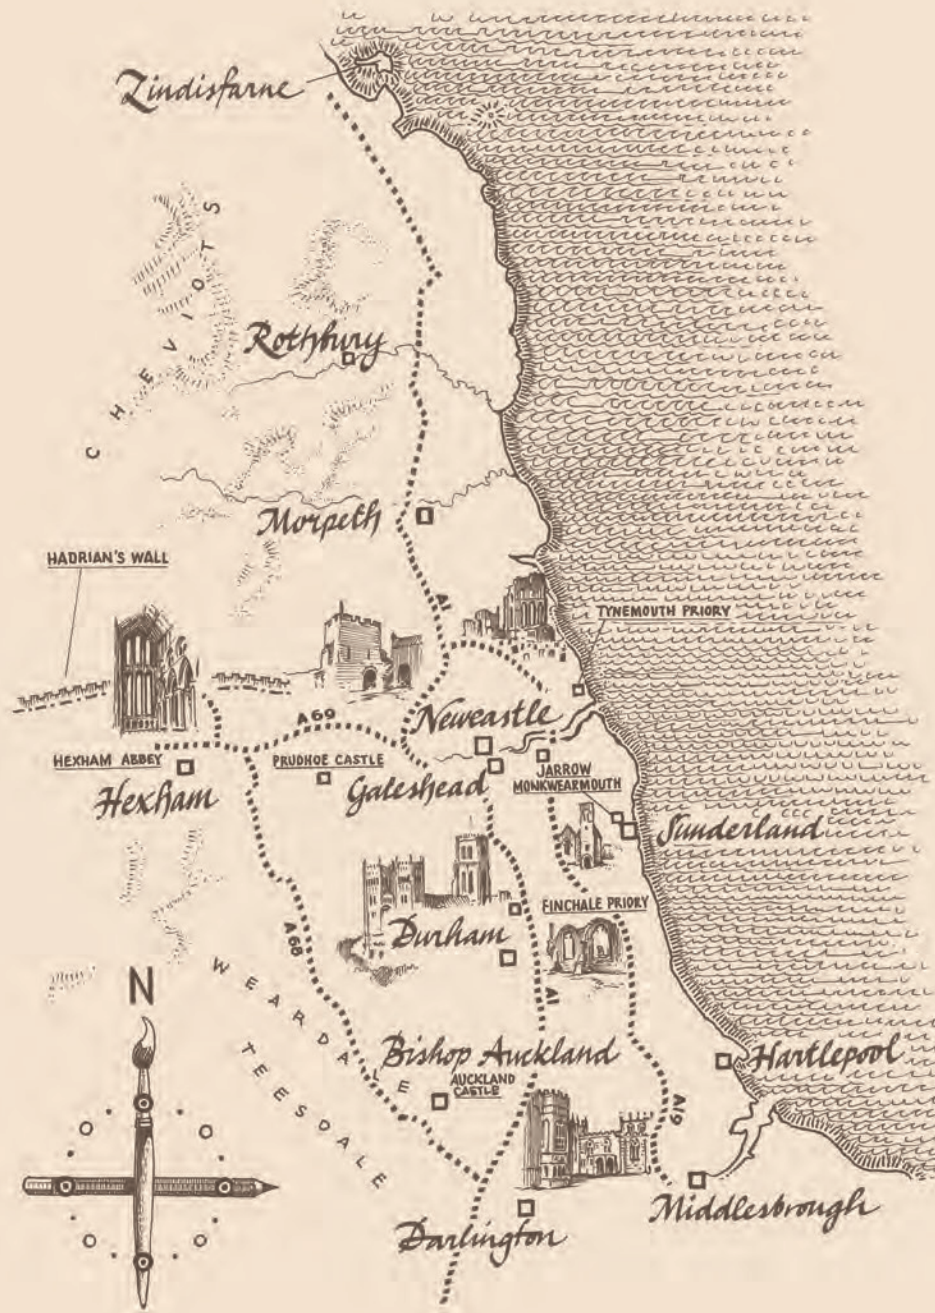 Lindisfarne
CHEVIOTS
Rothbury
Morpeth
HADRIAN'S WALL
A1
TYNEMOUTH PRIORY
A69
Newcastle
HEXHAM ABBEY
PRUDHOE CASTLE
Hexham
Gateshead
JARROW
MONKWEARMOUTH
Sunderland
A68
Durham
FINCHALE PRIORY
N
WEARDALE
A1
TEESDALE
Bishop Auckland
AUCKLAND
CASTLE
Hartlepool
A19
Middlesbrough
Darlington